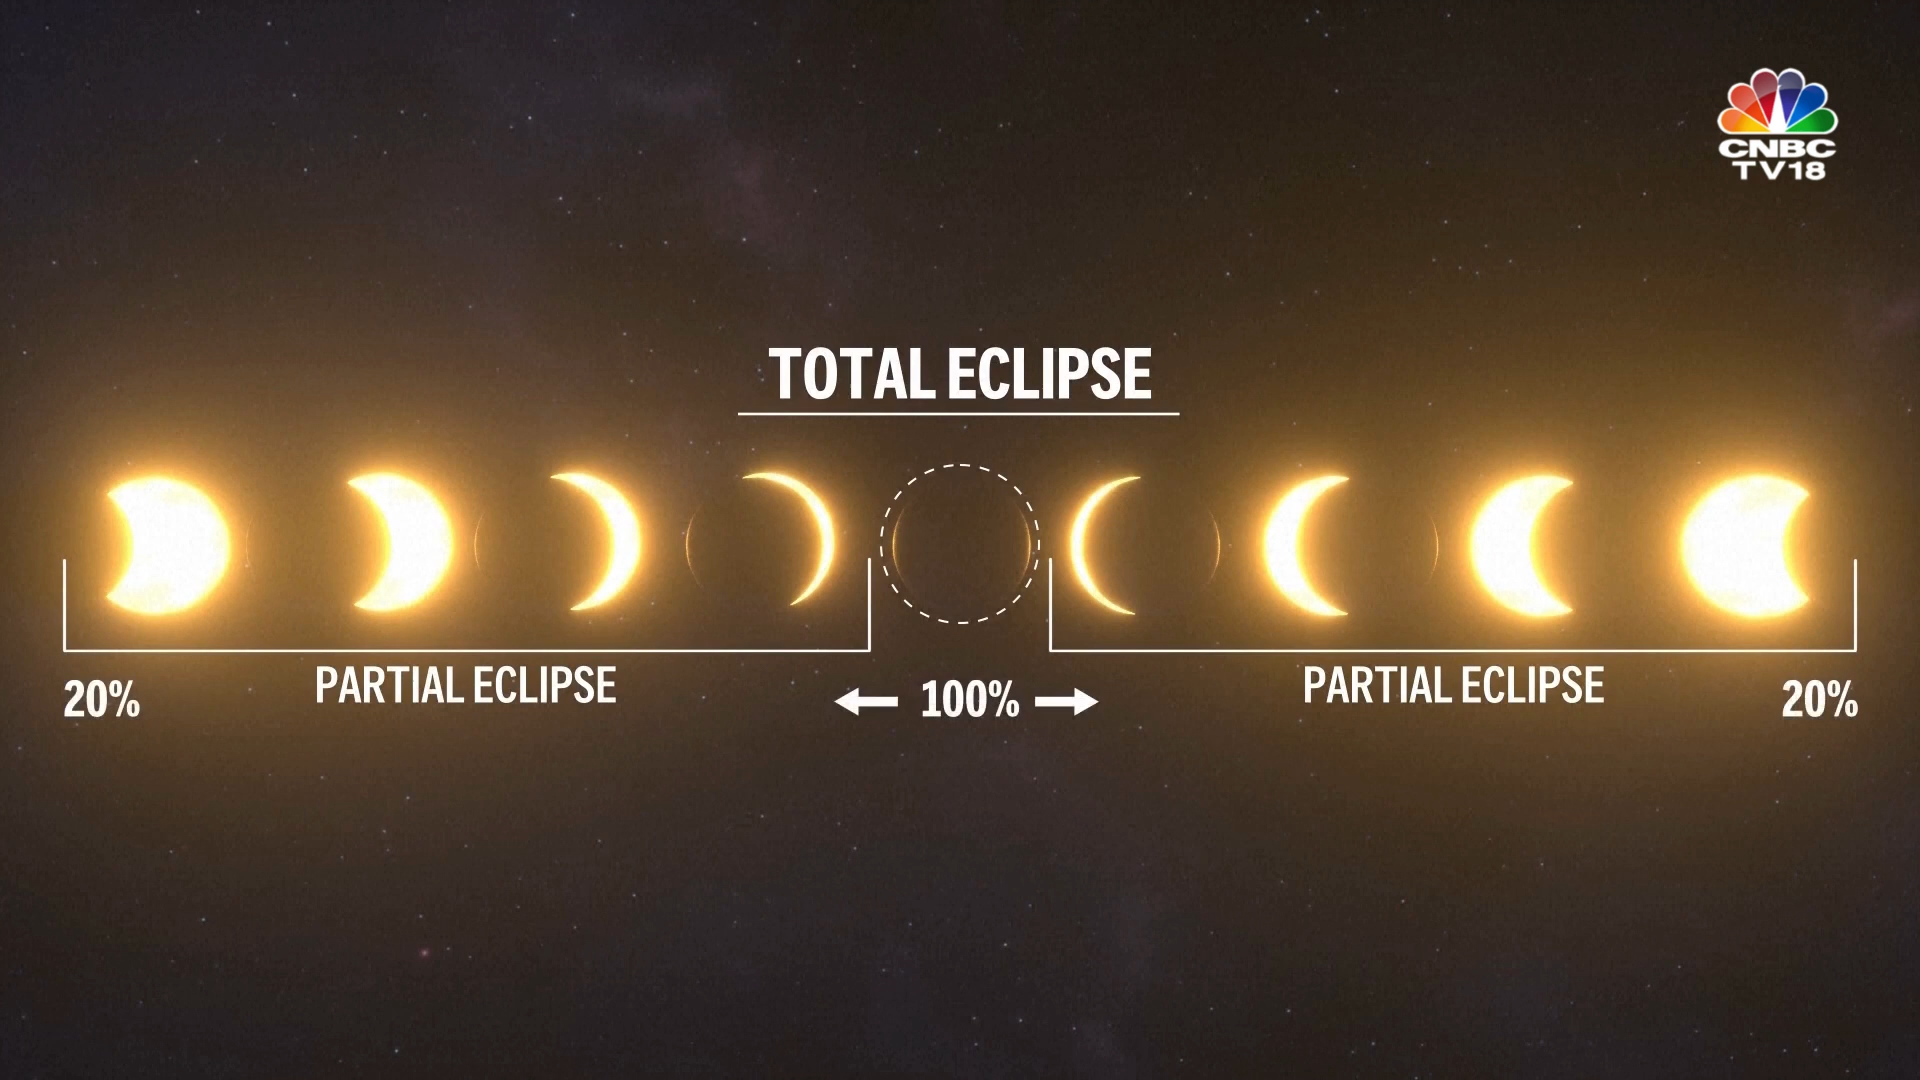 CNBC
TV18
TOTAL ECLIPSE
PARTIAL ECLIPSE
PARTIAL ECLIPSE
20%
100%
20%